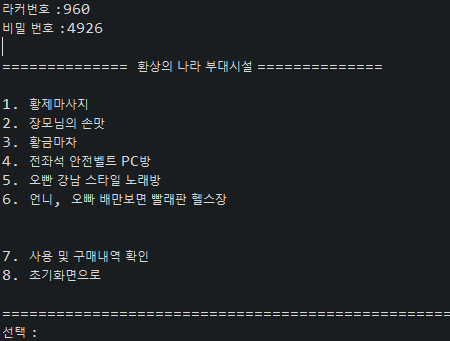 라커번호 :960
비밀 번호 :4926
============== 환상의 나라 부대시설 ==============
1. 황제마사지
2. 장모님의 손맛
3. 황금마차
4. 전좌석 안전벨트 PC방
5. 오빤 강남 스타일 노래방
6. 언니, 오빠 배만보면 빨래판 헬스장
7. 사용 및 구매내역 확인
8. 초기화면으로
==================================================
선택 :